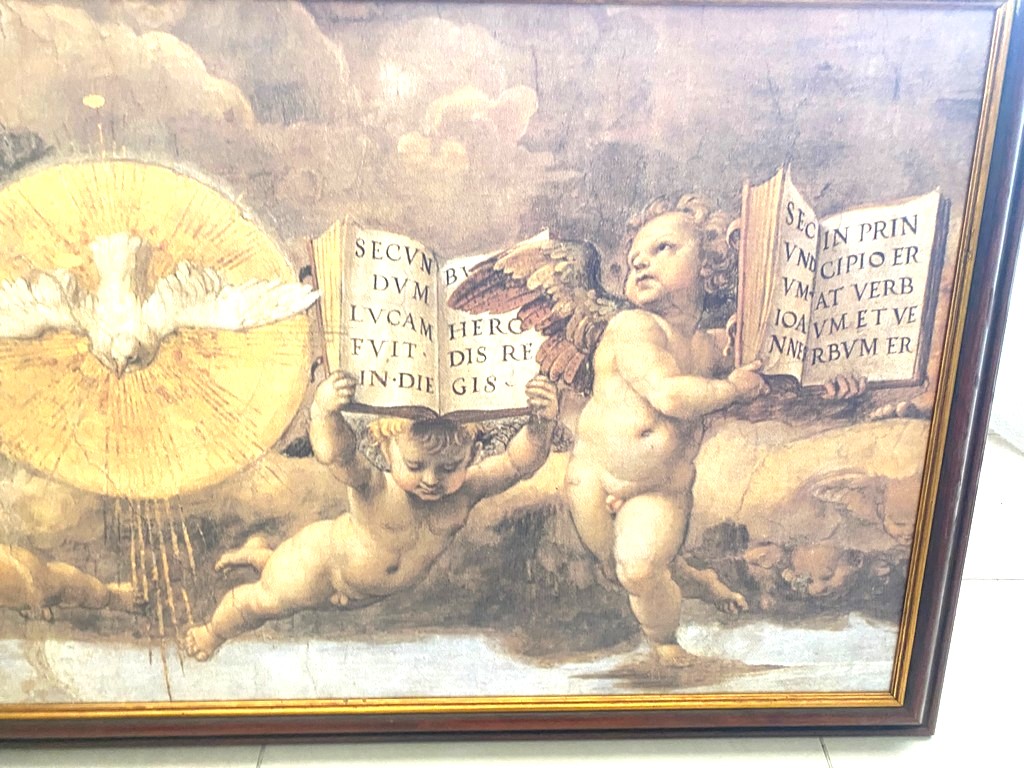 SECVN
DVM
LVCAM
FVIT·
IN·DIE
HERO
DIS RE
GIS
SEC
VND
VM·
IOA
NNE
IN PRIN
CIPIO ER
AT VERB
VM ET VE
RBVM ER